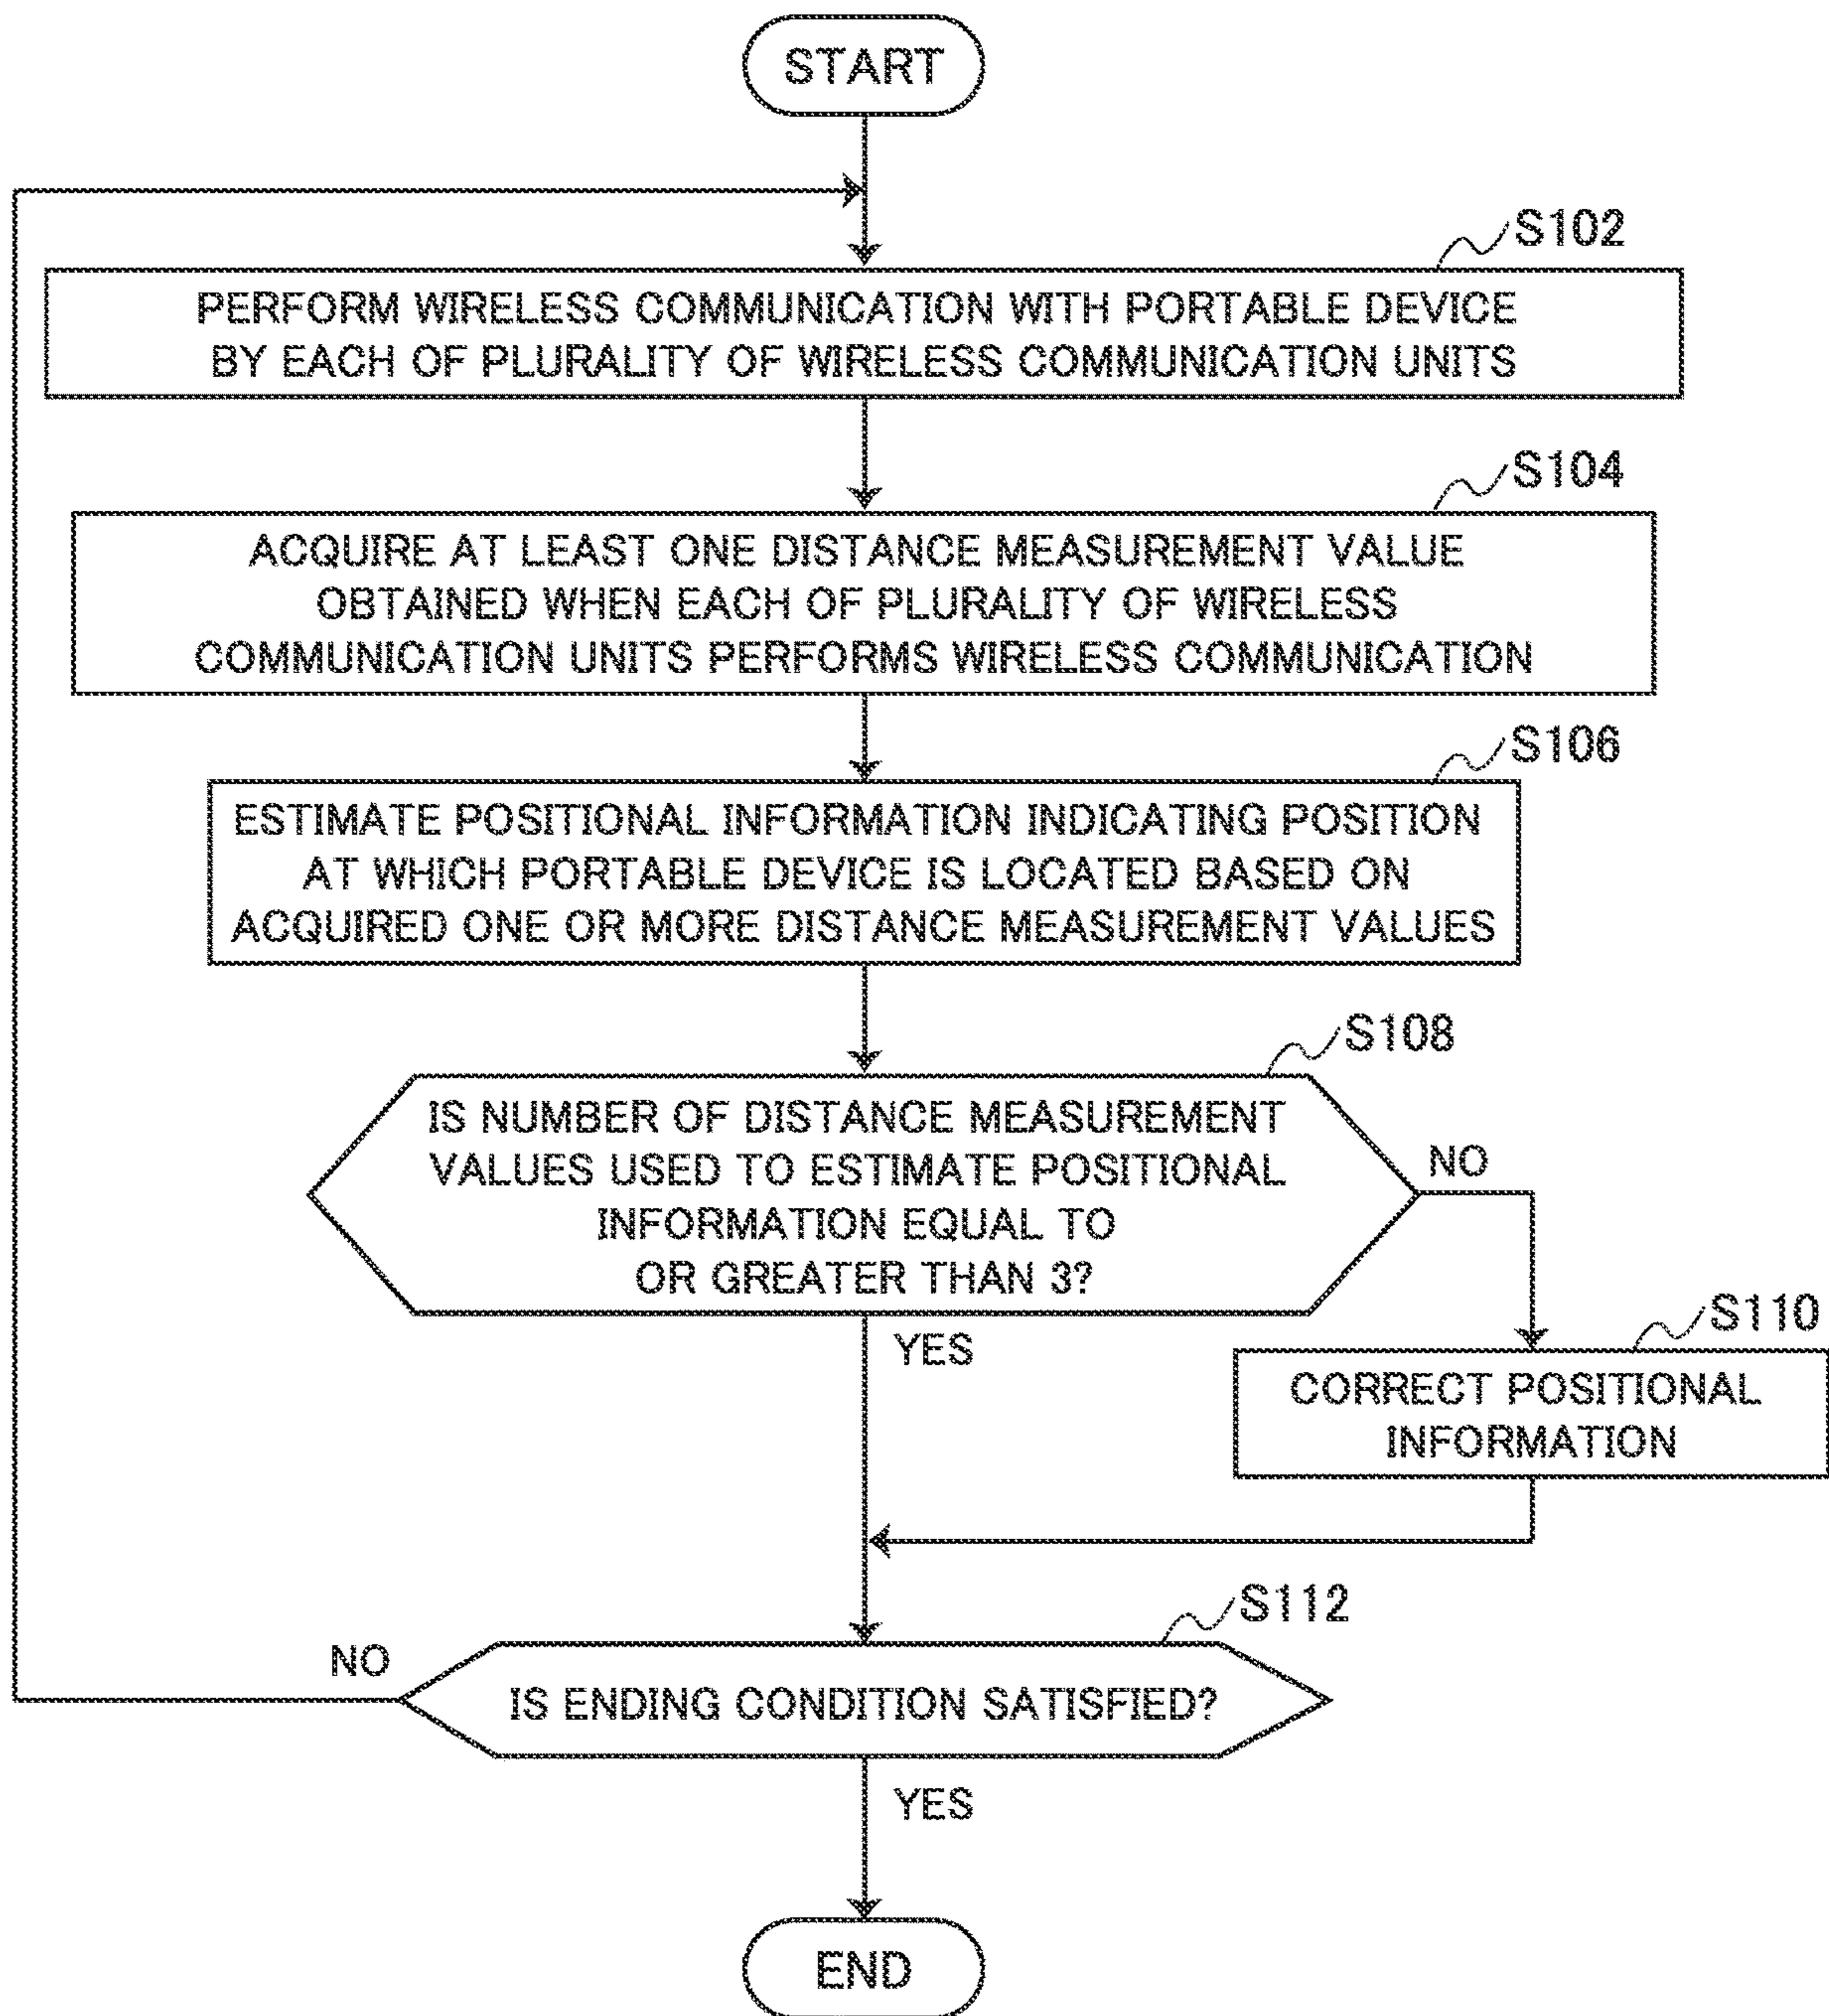 START
S102
PERFORM WIRELESS COMMUNICATION WITH PORTABLE DEVICE
BY EACH OF PLURALITY OF WIRELESS COMMUNICATION UNITS
S104
ACQUIRE AT LEAST ONE DISTANCE MEASUREMENT VALUE
OBTAINED WHEN EACH OF PLURALITY OF WIRELESS
COMMUNICATION UNITS PERFORMS WIRELESS COMMUNICATION
S106
ESTIMATE POSITIONAL INFORMATION INDICATING POSITION
AT WHICH PORTABLE DEVICE IS LOCATED BASED ON
ACQUIRED ONE OR MORE DISTANCE MEASUREMENT VALUES
S108
IS NUMBER OF DISTANCE MEASUREMENT
VALUES USED TO ESTIMATE POSITIONAL
INFORMATION EQUAL TO
OR GREATER THAN 3?
NO
YES
S110
CORRECT POSITIONAL
INFORMATION
S112
NO
IS ENDING CONDITION SATISFIED?
YES
END